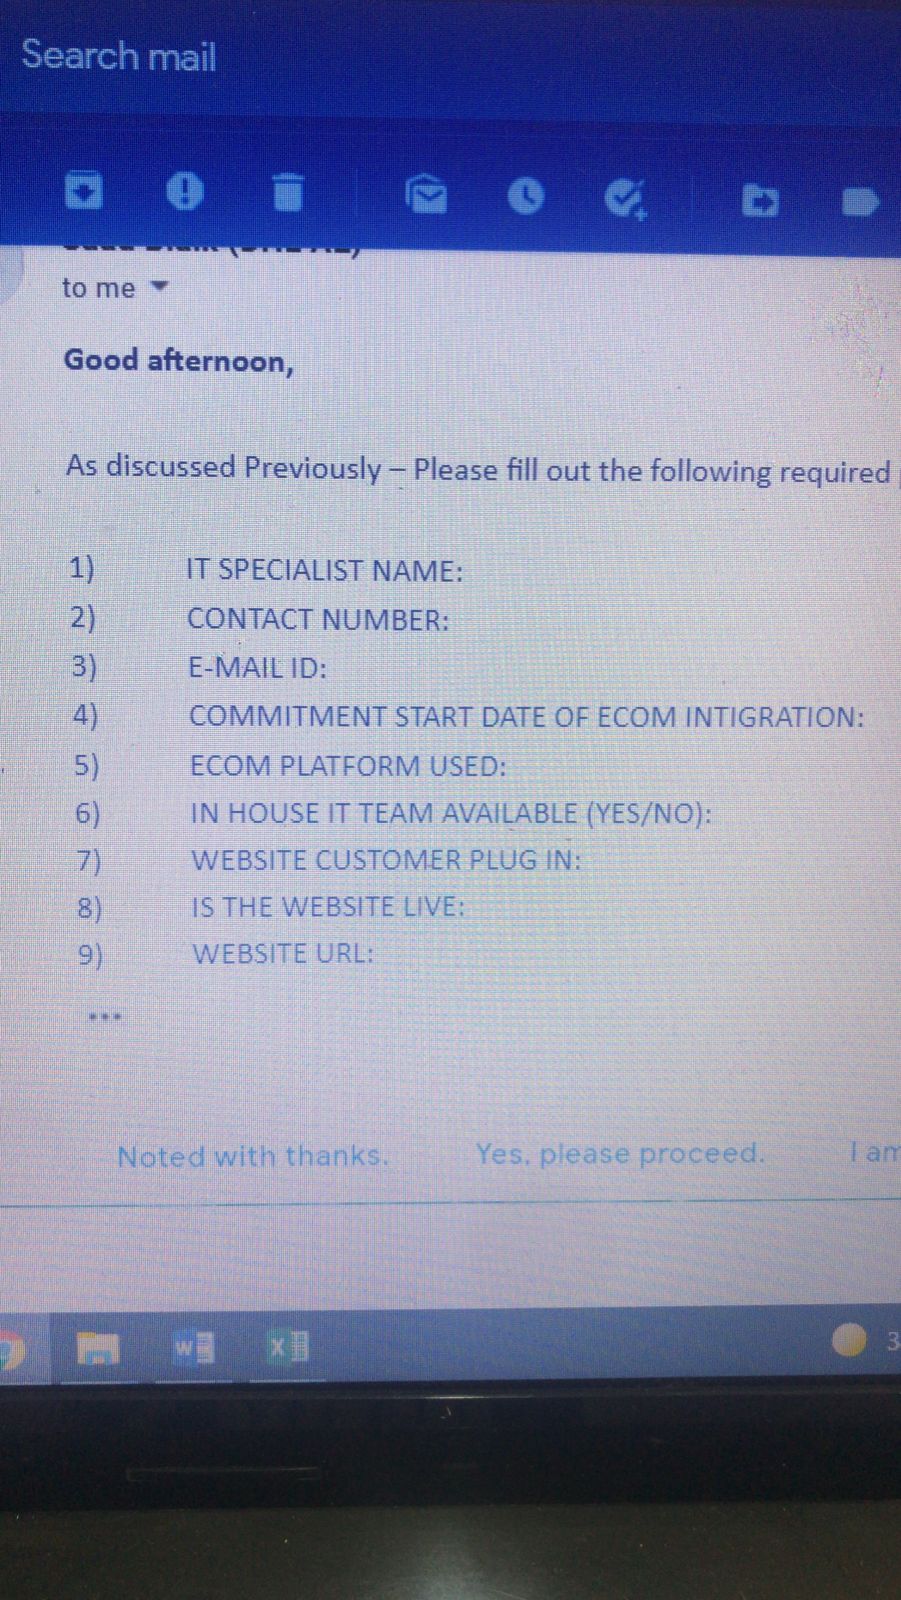 Search mail
to me
Good afternoon,
As discussed Previously – Please fill out the following required
1) IT SPECIALIST NAME:
2) CONTACT NUMBER:
3) E-MAIL ID:
4) COMMITMENT START DATE OF ECOM INTIGRATION:
5) ECOM PLATFORM USED:
6) IN HOUSE IT TEAM AVAILABLE (YES/NO):
7) WEBSITE CUSTOMER PLUG IN:
8) IS THE WEBSITE LIVE:
9) WEBSITE URL:
Noted with thanks. Yes, please proceed. I am
W X 3